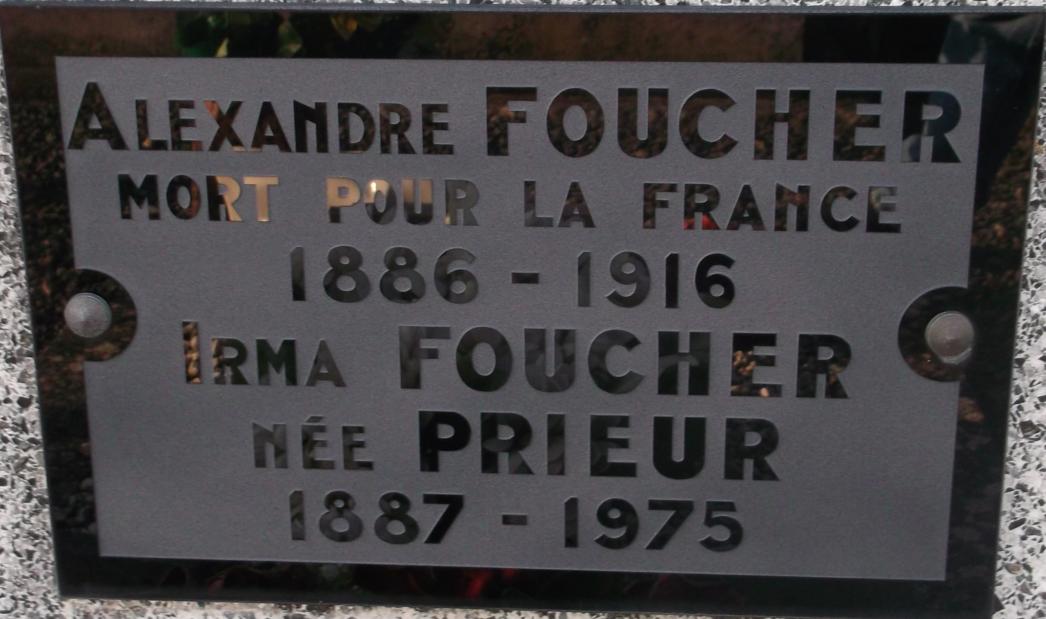 ALEXANDRE FOUCHER
MORT POUR LA FRANCE
1886 - 1916
IRMA FOUCHER
NÉE PRIEUR
1887 - 1975